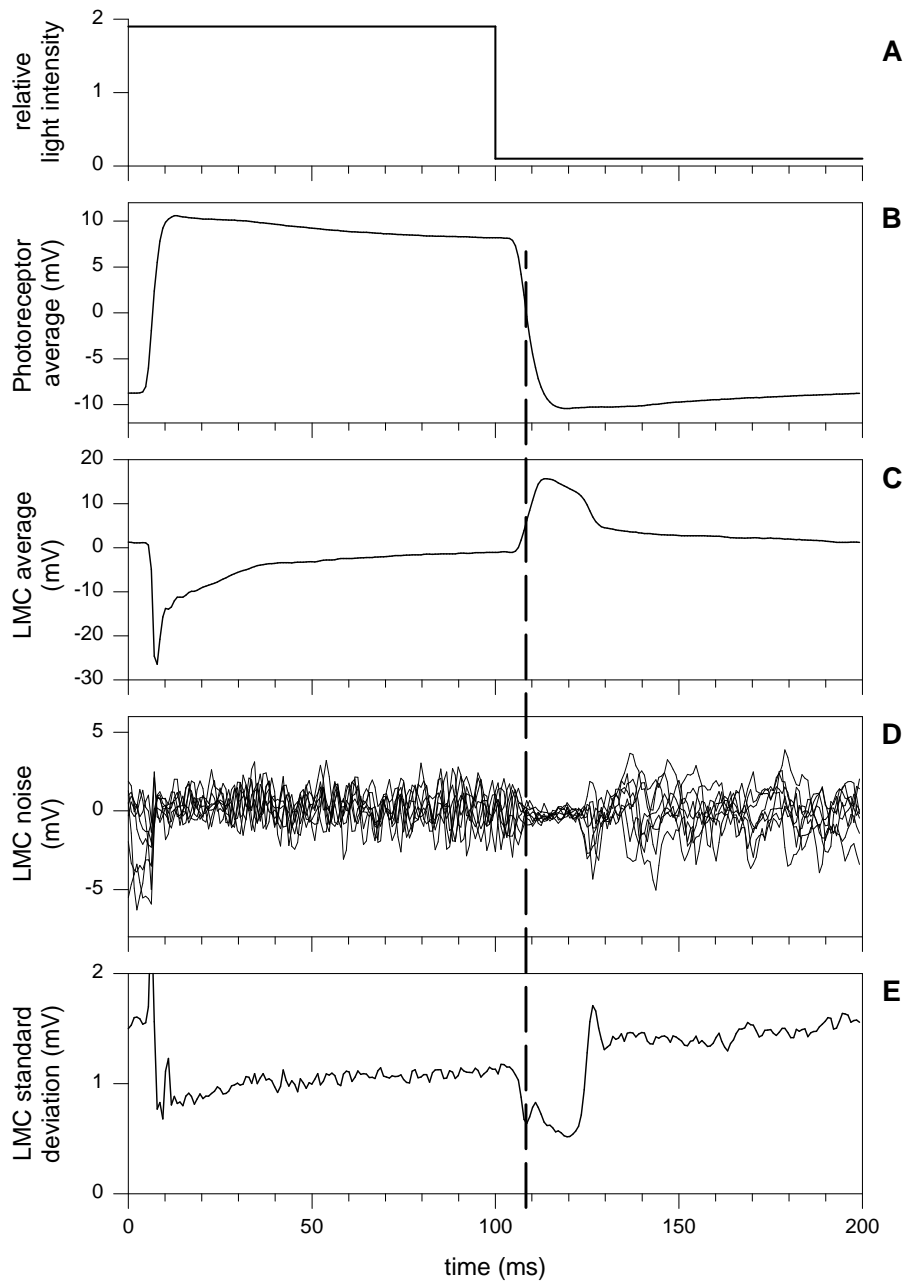 2
1
0
relative
light intensity
A
10
5
0
-5
-10
Photoreceptor
average (mV)
B
20
10
0
-10
-20
-30
LMC average
(mV)
C
5
0
-5
LMC noise
(mV)
D
2
1
0
LMC standard
deviation (mV)
E
0
50
100
150
200
time (ms)